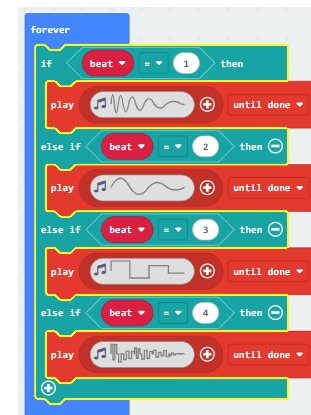 forever
if beat = 1 then
play until done
else if beat = 2 then
play until done
else if beat = 3 then
play until done
else if beat = 4 then
play until done